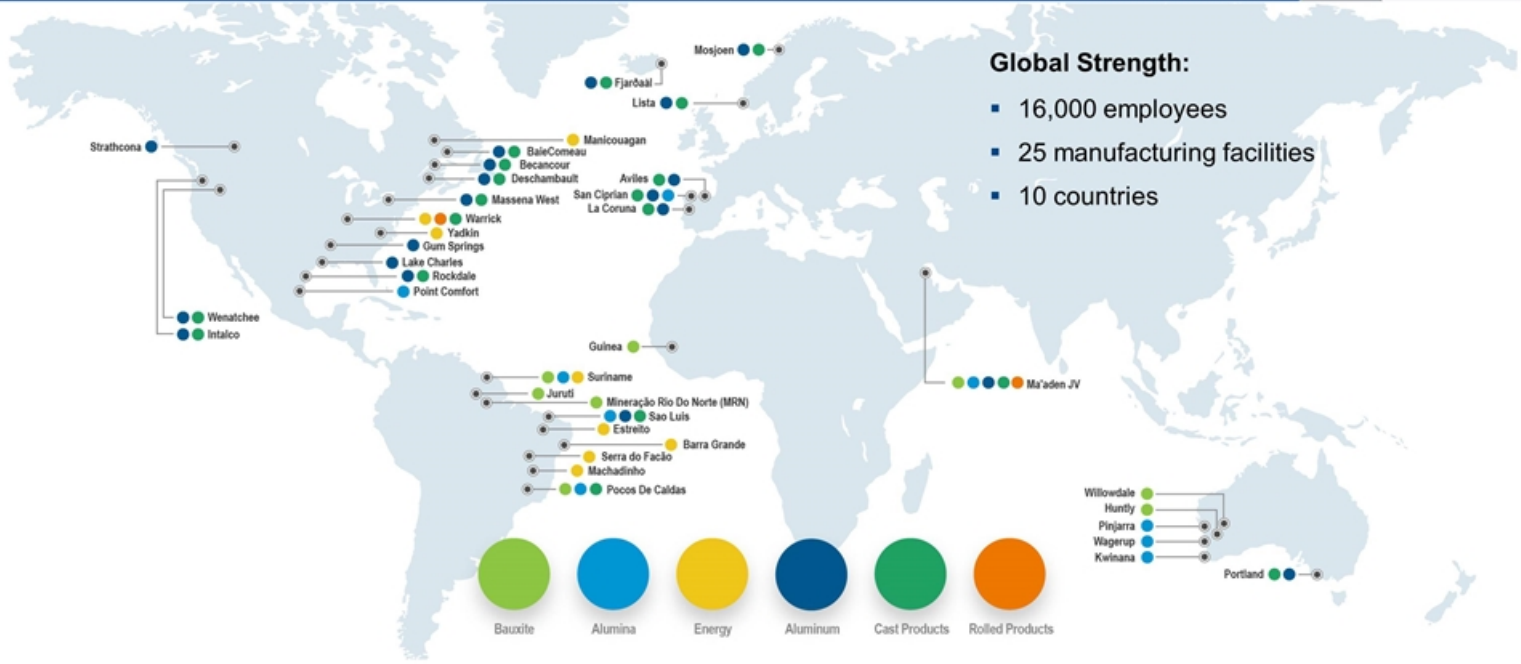 Global Strength:
▪ 16,000 employees
▪ 25 manufacturing facilities
▪ 10 countries
Mosjoen
Fjarðaál
Lista
Strathcona
Manicouagan
BaieComeau
Becancour
Deschambault
Massena West
Warrick
Yadkin
Gum Springs
Lake Charles
Rockdale
Point Comfort
Wenatchee
Intalco
Aviles
San Ciprian
La Coruna
Guinea
Suriname
Juruti
Mineração Rio Do Norte (MRN)
Sao Luis
Estreito
Barra Grande
Serra do Facão
Machadinho
Pocos De Caldas
Ma'aden JV
Willowdale
Huntly
Pinjarra
Wagerup
Kwinana
Portland
Bauxite
Alumina
Energy
Aluminum
Cast Products
Rolled Products